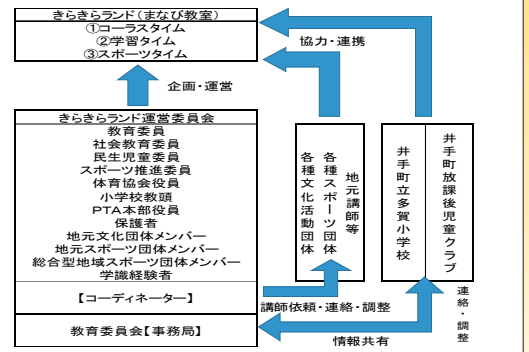 きらきらランド（まなび教室）
①コーラスタイム
②学習タイム
③スポーツタイム
協力・連携
企画・運営
きらきらランド運営委員会
教育委員
社会教育委員
民生児童委員
スポーツ推進委員
体育協会役員
小学校教頭
PTA本部役員
保護者
地元文化団体メンバー
地元スポーツ団体メンバー
総合型地域スポーツ団体メンバー
学識経験者
【コーディネーター】
教育委員会【事務局】
地元講師等
各種スポーツ団体
各種文化活動団体
井手町放課後児童クラブ
井手町立多賀小学校
講師依頼・連絡・調整
連絡・調整
情報共有